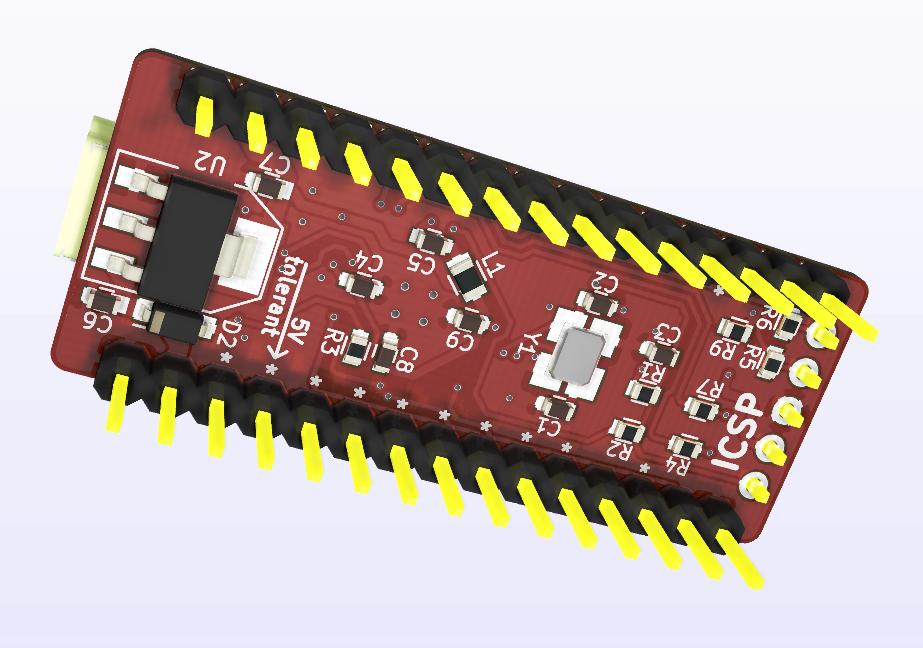 U2
C7
C6
D2
tolerant
5V
* * * * * * * * * * *
C4
C5
L1
R3
C8
C9
C2
Y1
C1
C3
R1
R2
R4
R7
R9
R5
R6
ICSP